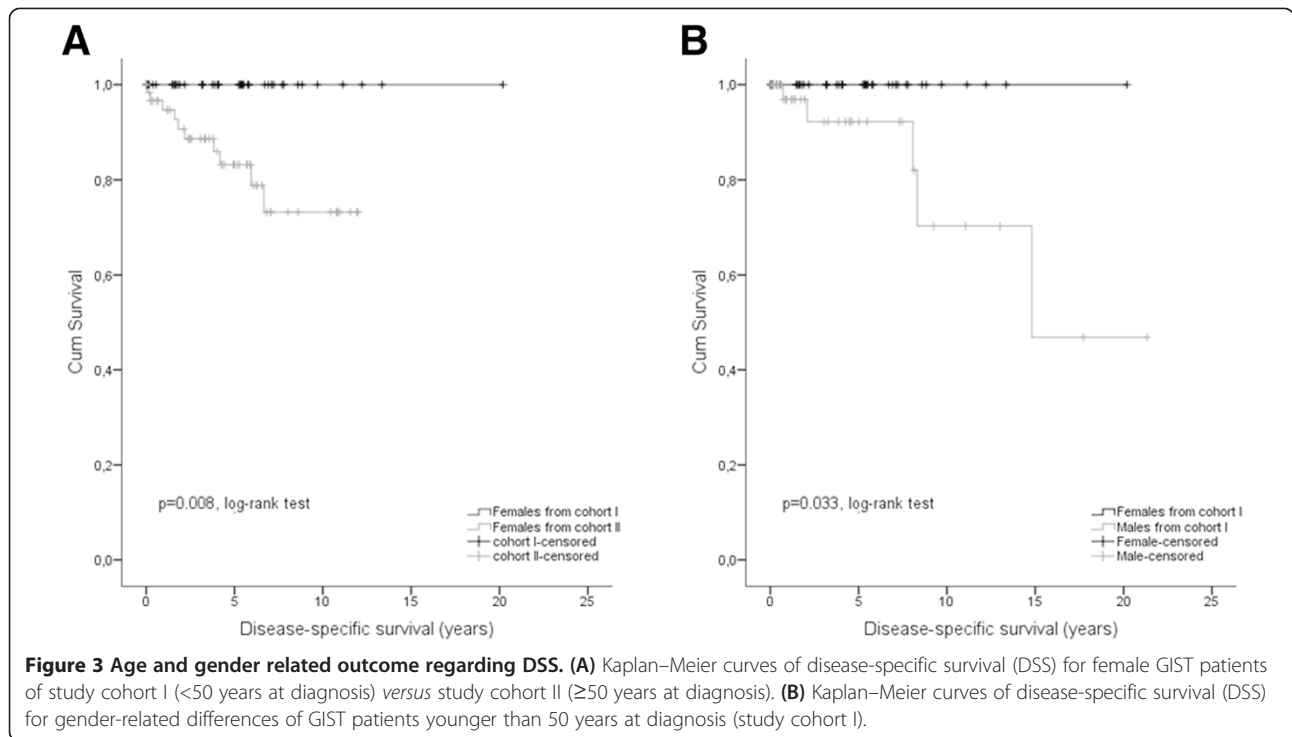 A
1,0
0,8
0,6
0,4
0,2
0,0
Cum Survival
p=0.008, log-rank test
Females from cohort I
Females from cohort II
cohort I-censored
cohort II-censored
0 5 10 15 20 25
Disease-specific survival (years)
B
1,0
0,8
0,6
0,4
0,2
0,0
Cum Survival
p=0.033, log-rank test
Females from cohort I
Males from cohort I
Female-censored
Male-censored
0 5 10 15 20 25
Disease-specific survival (years)
Figure 3 Age and gender related outcome regarding DSS. (A) Kaplan–Meier curves of disease-specific survival (DSS) for female GIST patients
of study cohort I (<50 years at diagnosis) versus study cohort II (≥50 years at diagnosis). (B) Kaplan–Meier curves of disease-specific survival (DSS)
for gender-related differences of GIST patients younger than 50 years at diagnosis (study cohort I).